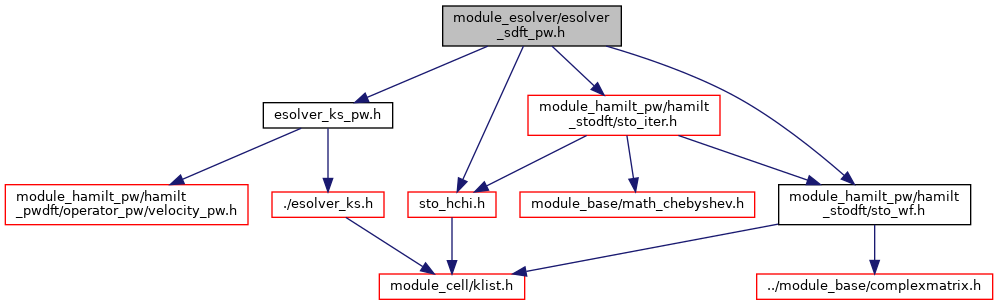 module_esolver/esolver
_sdft_pw.h
esolver_ks_pw.h
module_hamilt_pw/hamilt
_stodft/sto_iter.h
module_hamilt_pw/hamilt
_pwdft/operator_pw/velocity_pw.h
./esolver_ks.h
sto_hchi.h
module_base/math_chebyshev.h
module_hamilt_pw/hamilt
_stodft/sto_wf.h
module_cell/klist.h
../module_base/complexmatrix.h